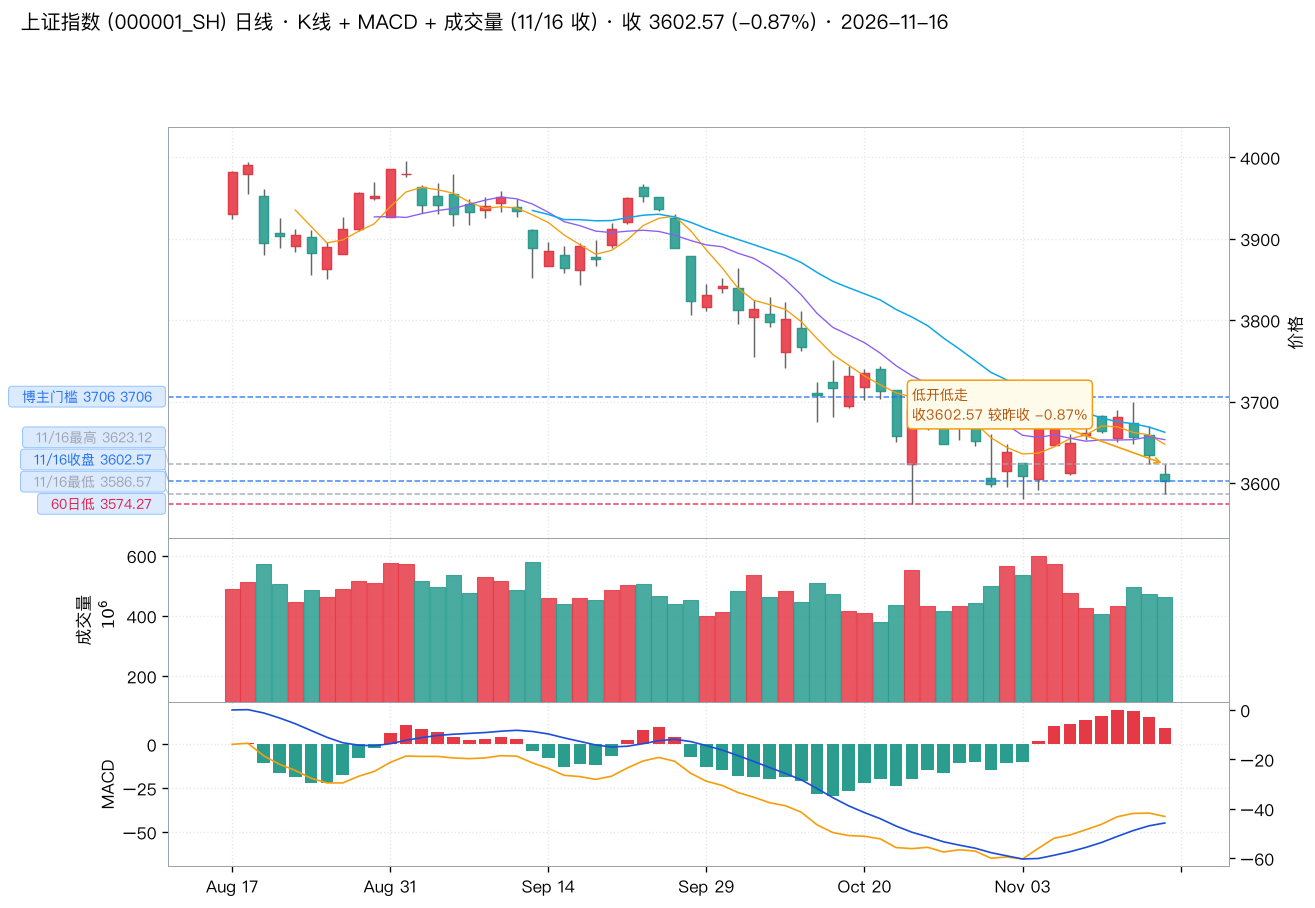 上证指数 (000001_SH) 日线 · K线 + MACD + 成交量 (11/16 收) · 收 3602.57 (−0.87%) · 2026−11−16
4000
3900
3800
3700
3600
价格
博主门槛 3706 3706
11/16最高 3623.12
11/16收盘 3602.57
11/16最低 3586.57
60日低 3574.27
低开低走
收3602.57 较昨收 −0.87%
600
400
200
成交量
10⁶
0
−25
−50
MACD
0
−20
−40
−60
Aug 17
Aug 31
Sep 14
Sep 29
Oct 20
Nov 03